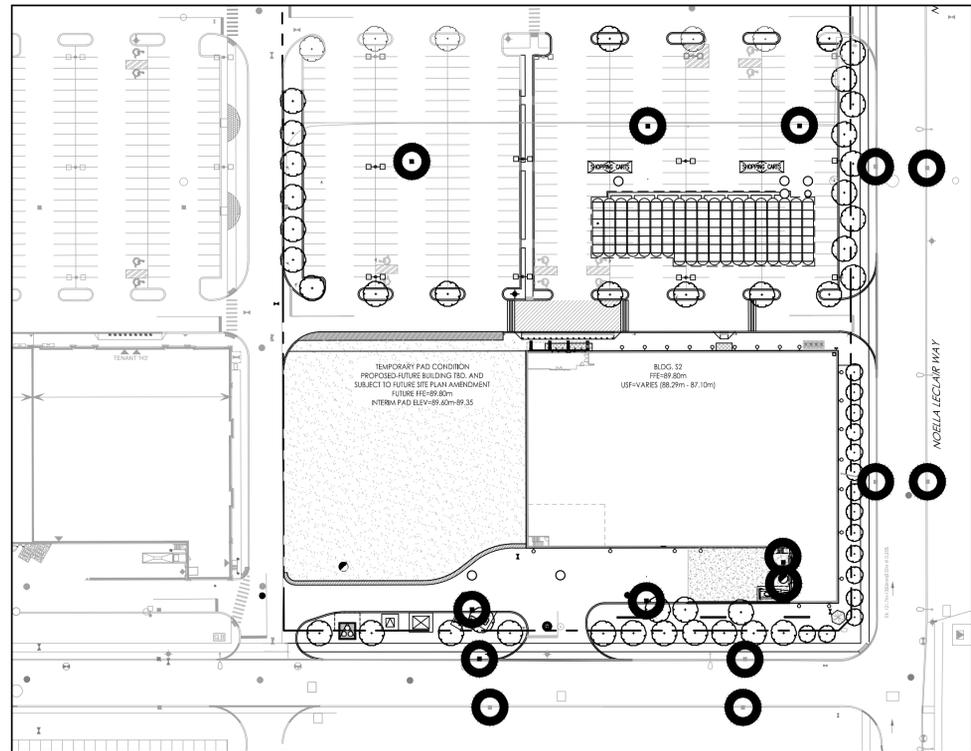 SHOPPING CARTS
SHOPPING CARTS
TENANT 'H2'
TEMPORARY PAD CONDITION
PROPOSED-FUTURE BUILDING TBD. AND
SUBJECT TO FUTURE SITE PLAN AMENDMENT
FUTURE FFE=89.80m
INTERIM PAD ELEV=89.60m-89.35
BLDG. S2
FFE=89.80m
USF=VARIES (88.29m - 87.10m)
NOELLA LECLAIR WAY